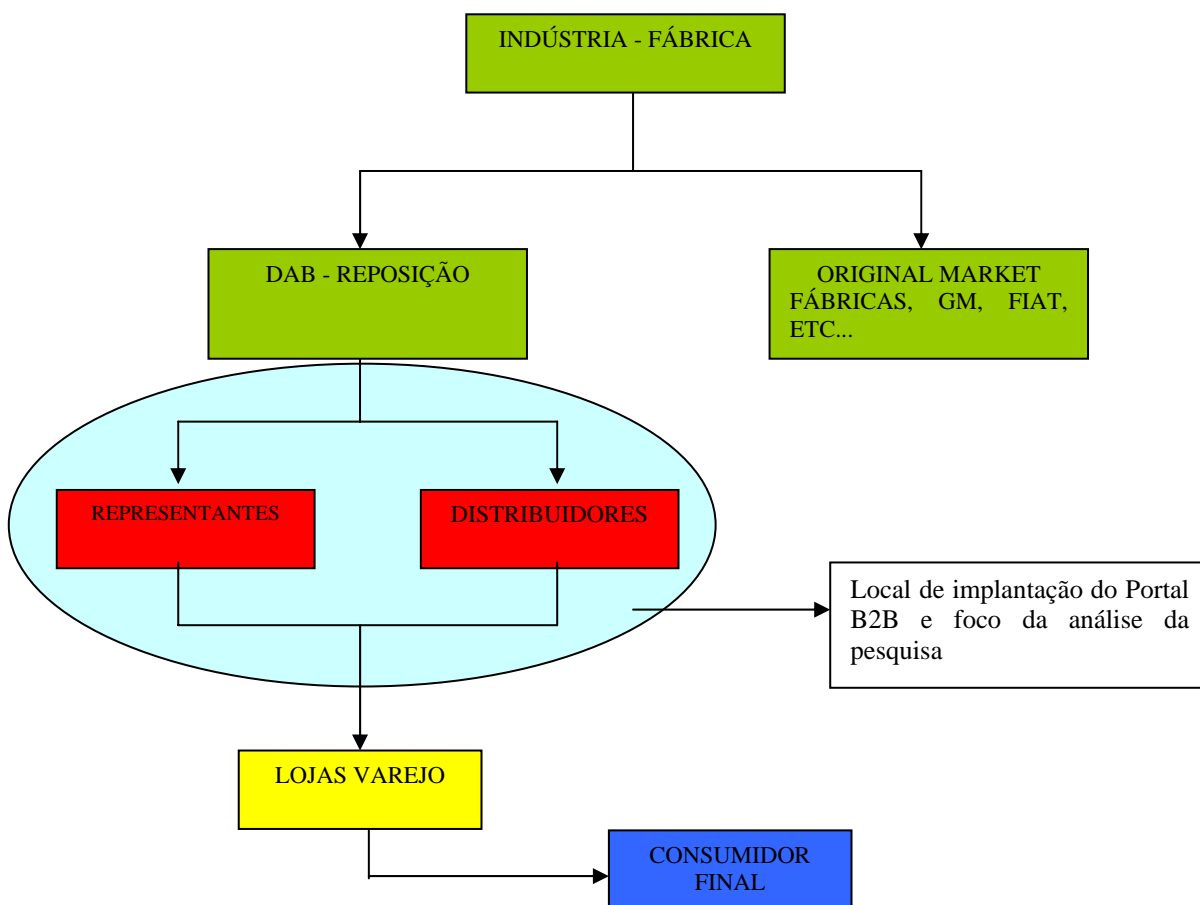 INDÚSTRIA - FÁBRICA
DAB - REPOSIÇÃO
ORIGINAL MARKET
FÁBRICAS, GM, FIAT,
ETC...
REPRESENTANTES
DISTRIBUIDORES
Local de implantação do Portal
B2B e foco da análise da
pesquisa
LOJAS VAREJO
CONSUMIDOR
FINAL